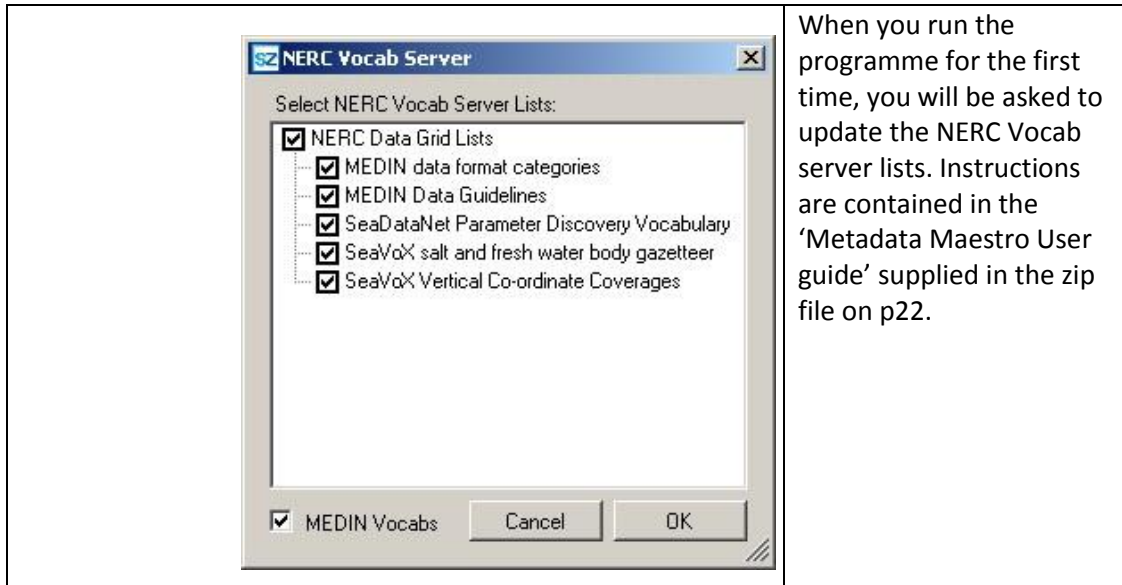 SZ NERC Vocab Server
Select NERC Vocab Server Lists:
NERC Data Grid Lists
MEDIN data format categories
MEDIN Data Guidelines
SeaDataNet Parameter Discovery Vocabulary
SeaVoX salt and fresh water body gazetteer
SeaVoX Vertical Co-ordinate Coverages
MEDIN Vocabs
Cancel
OK
When you run the
programme for the first
time, you will be asked to
update the NERC Vocab
server lists. Instructions
are contained in the
‘Metadata Maestro User
guide’ supplied in the zip
file on p22.